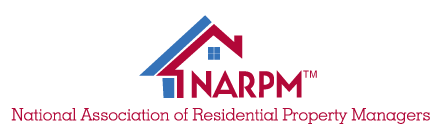 NARPM™
National Association of Residential Property Managers